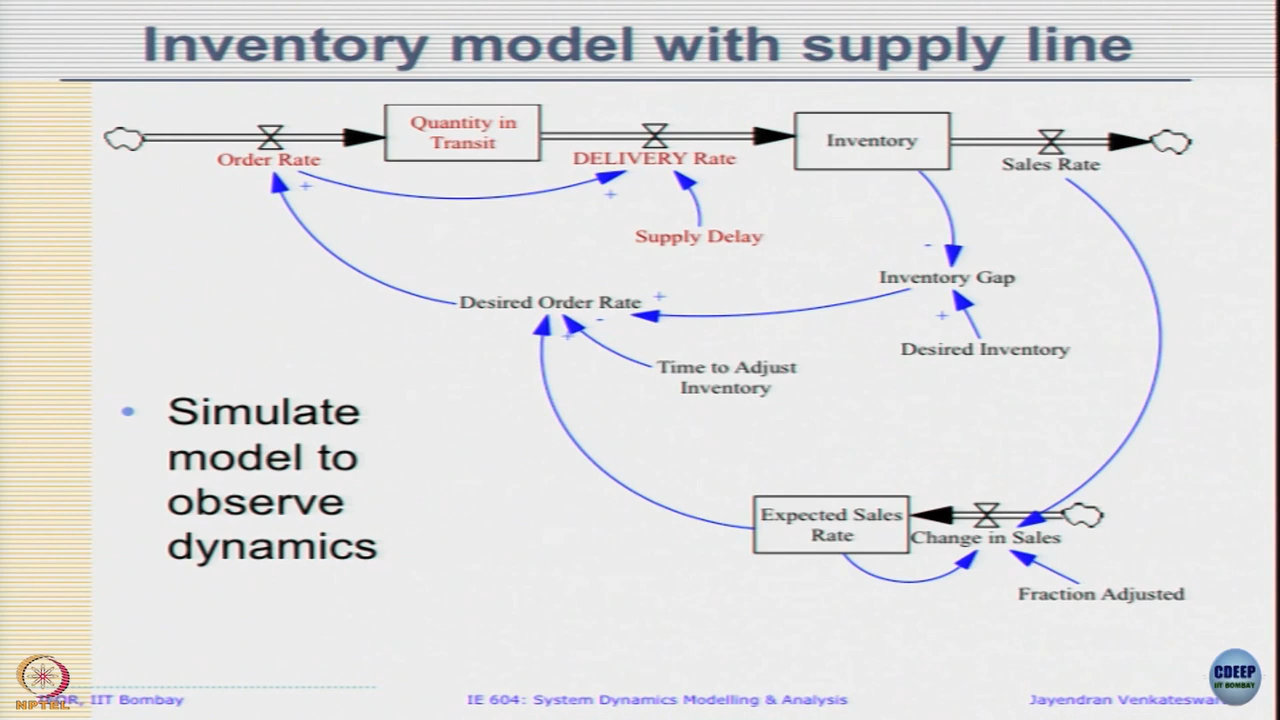 Inventory model with supply line
Quantity in
Transit
Order Rate
+
DELIVERY Rate
+
Supply Delay
Inventory
Sales Rate
-
Inventory Gap
+
Desired Inventory
Desired Order Rate
+
-
+
Time to Adjust
Inventory
• Simulate
model to
observe
dynamics
Expected Sales
Rate
Change in Sales
Fraction Adjusted
NPTEL
IIT Bombay
IE 604: System Dynamics Modelling & Analysis
Jayendran
CDEEP
IIT BOMBAY